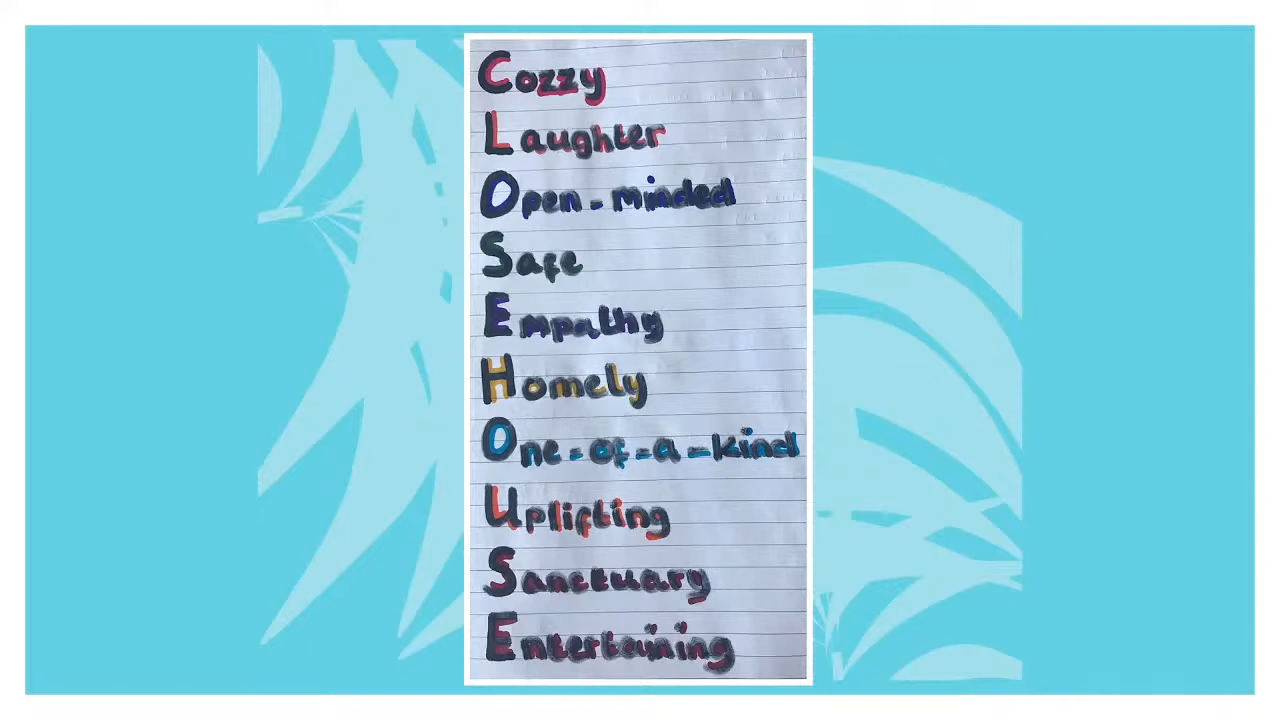 Cozzy
Laughter
Open-minded
Safe
Empathy
Homely
One-of-a-kind
Uplifting
Sanctuary
Entertaining